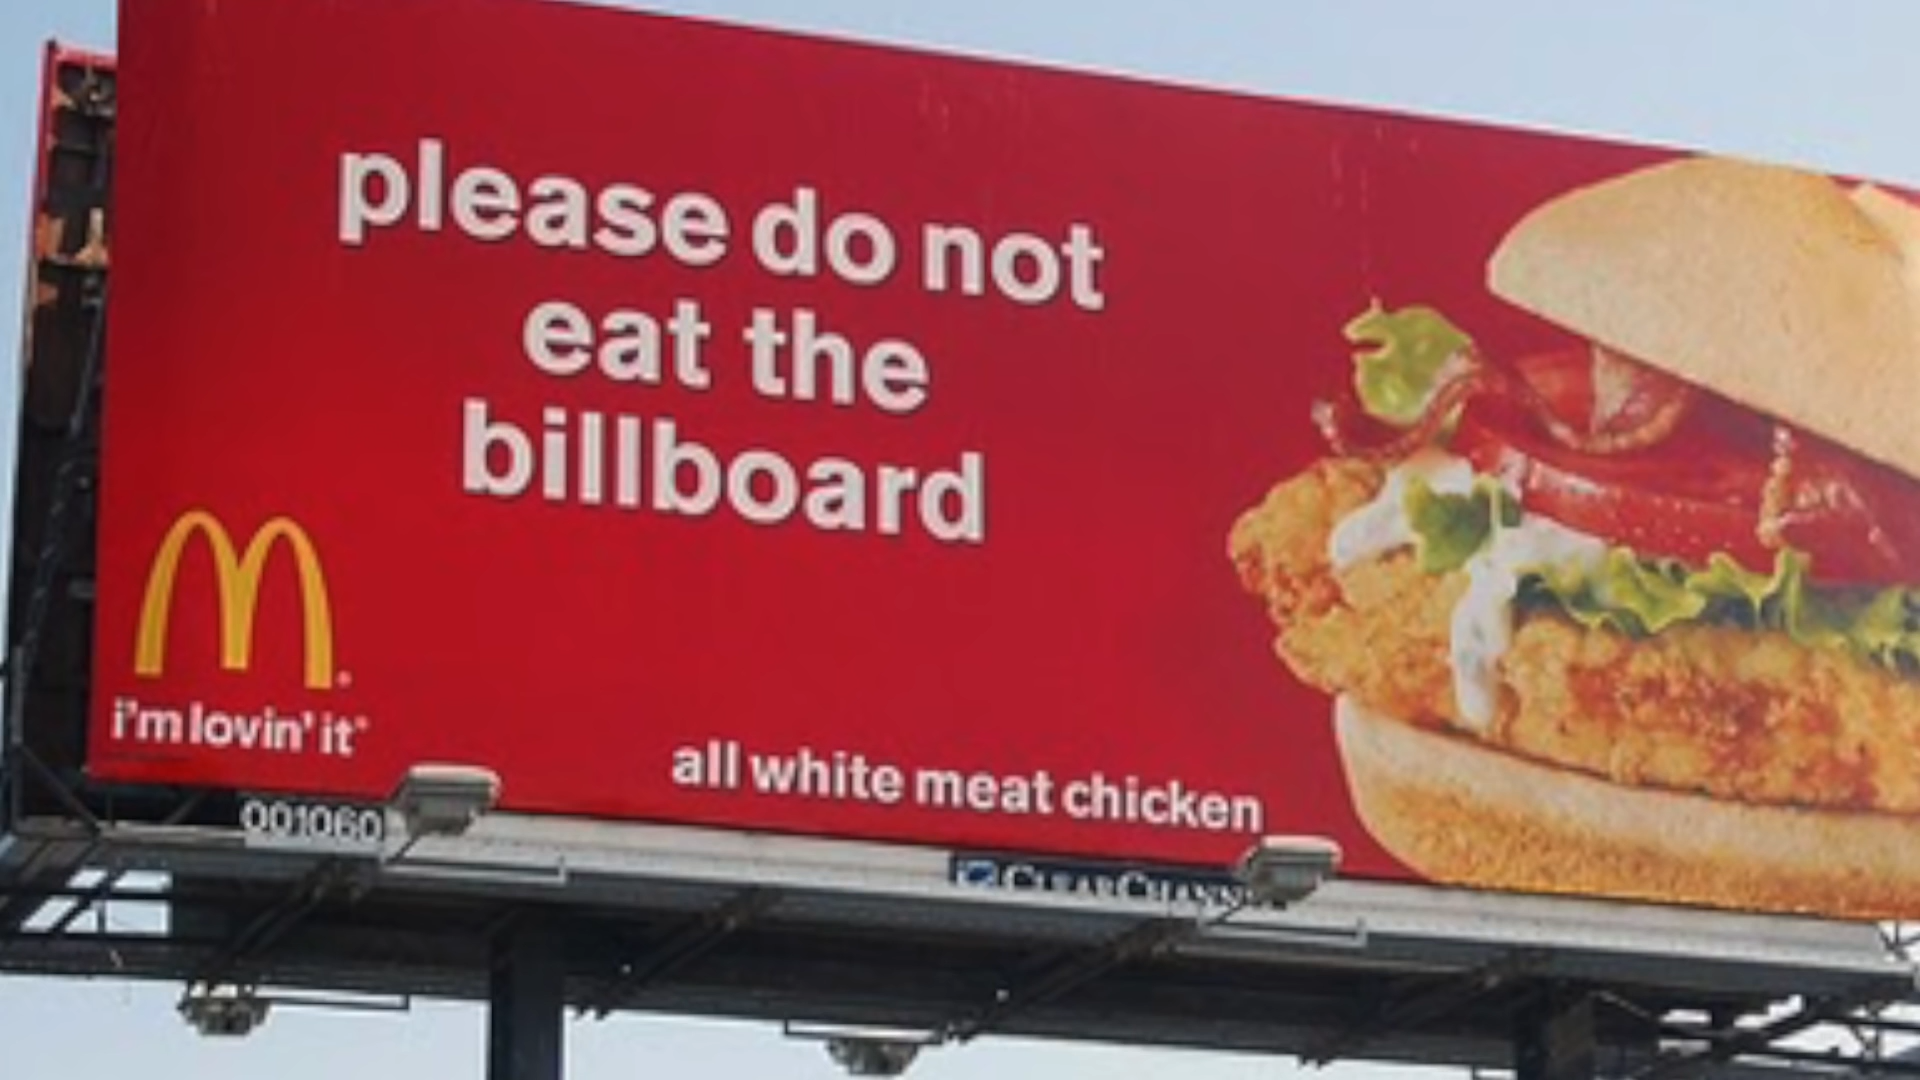 please do not
eat the
billboard
i'm lovin' it
all white meat chicken
001060
CLEARCHANNEL